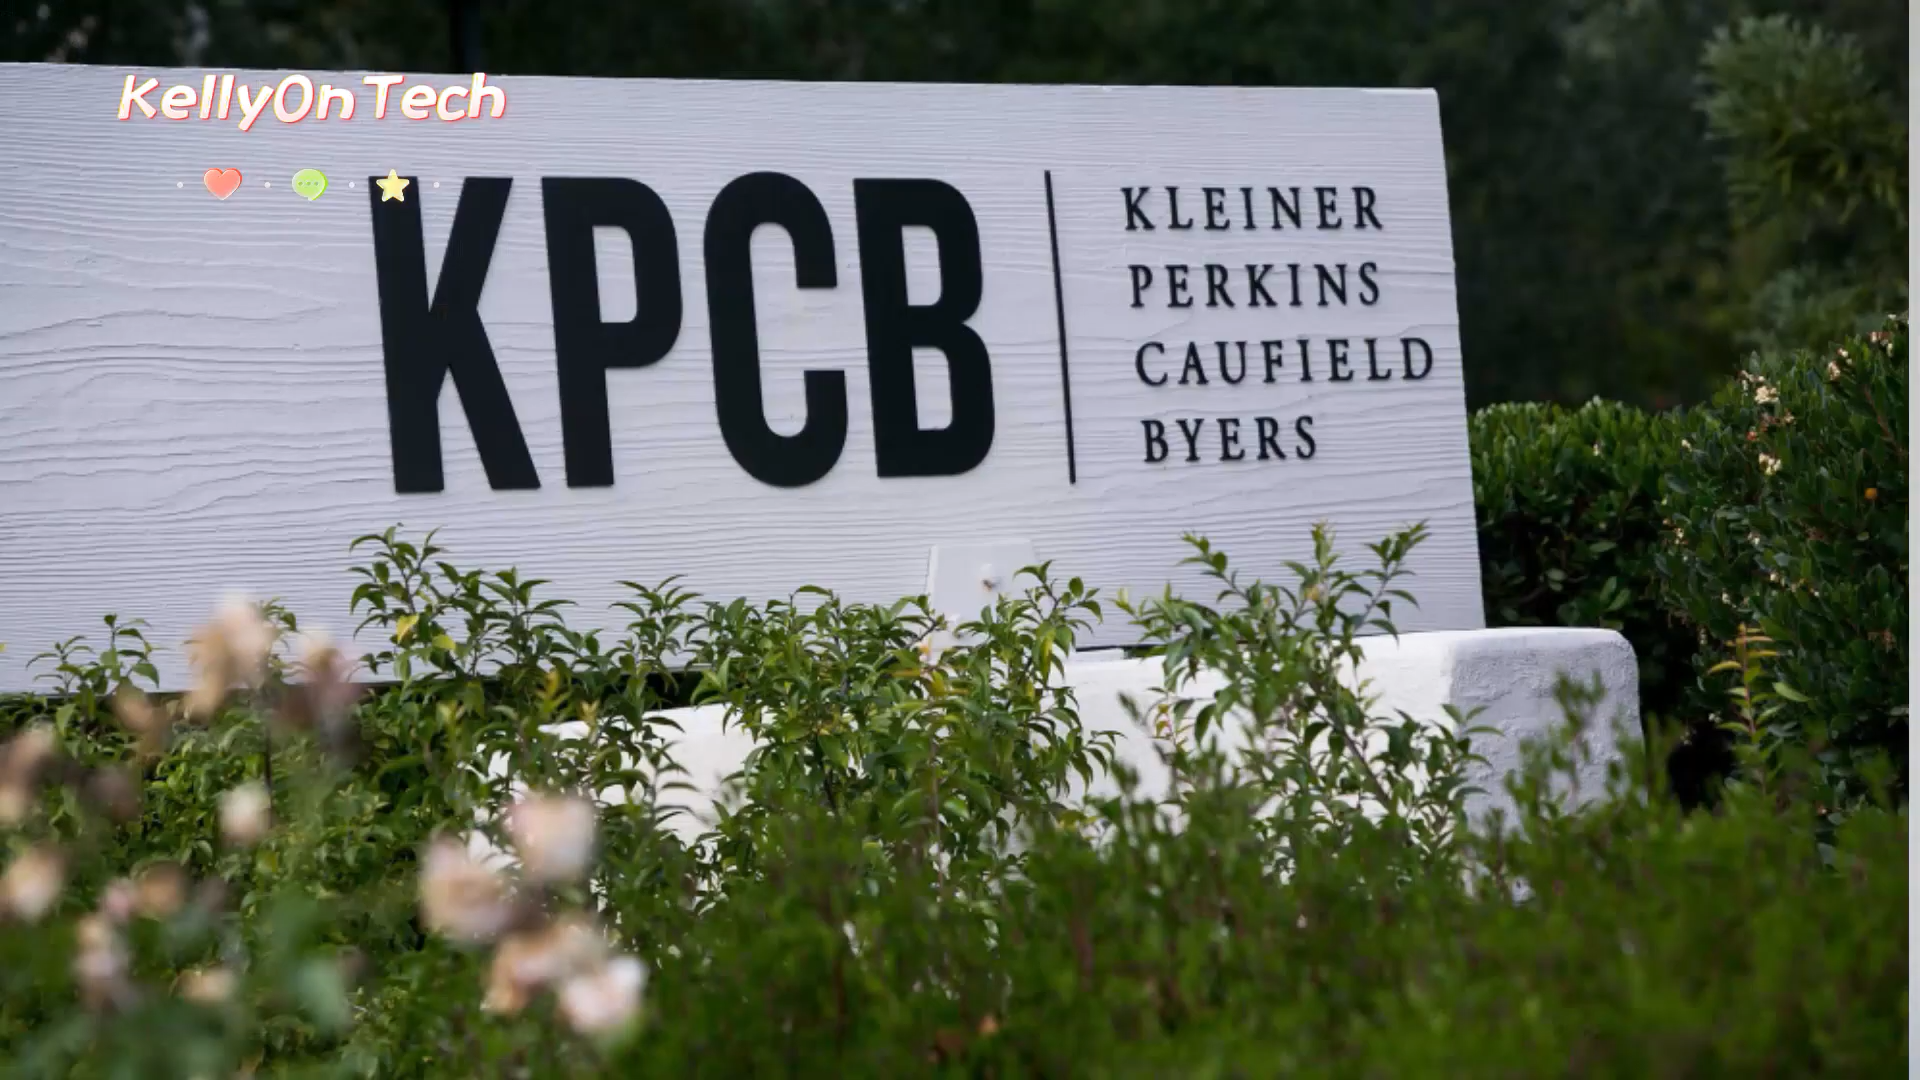 KellyOnTech
KPCB
KLEINER
PERKINS
CAUFIELD
BYERS